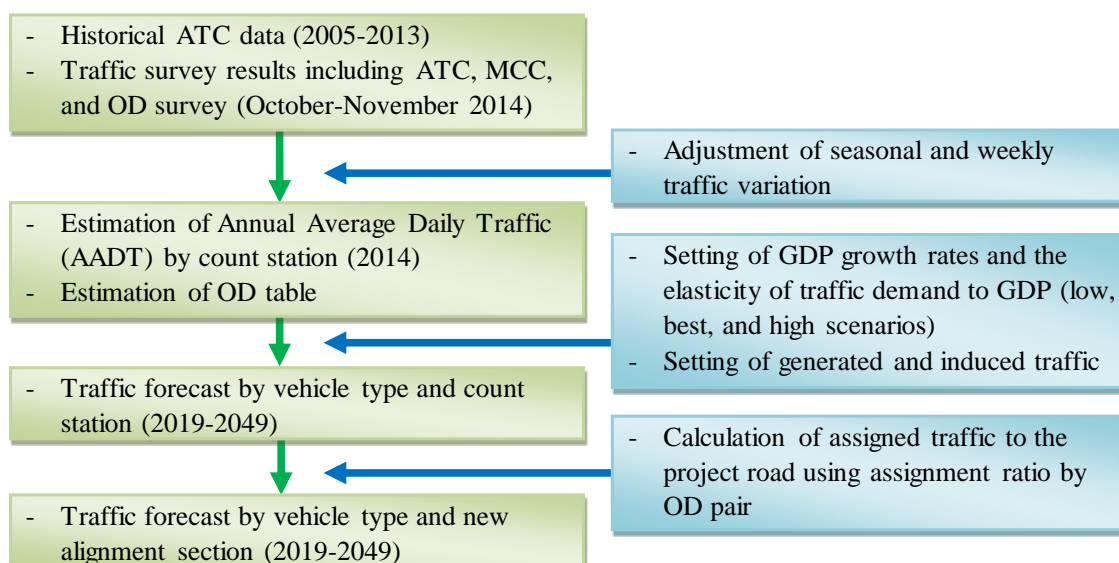 - Historical ATC data (2005-2013)
- Traffic survey results including ATC, MCC,
and OD survey (October-November 2014)
- Adjustment of seasonal and weekly
traffic variation
- Estimation of Annual Average Daily Traffic
(AADT) by count station (2014)
- Estimation of OD table
- Setting of GDP growth rates and the
elasticity of traffic demand to GDP (low,
best, and high scenarios)
- Setting of generated and induced traffic
- Traffic forecast by vehicle type and count
station (2019-2049)
- Calculation of assigned traffic to the
project road using assignment ratio by
OD pair
- Traffic forecast by vehicle type and new
alignment section (2019-2049)